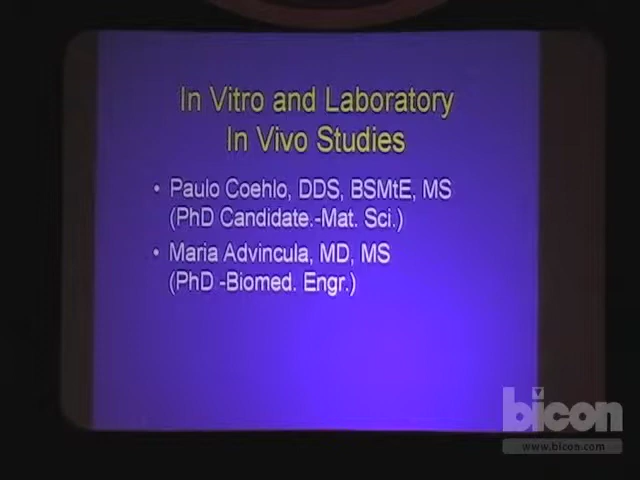 In Vitro and Laboratory
In Vivo Studies
• Paulo Coehlo, DDS, BSMtE, MS
(PhD Candidate.-Mat. Sci.)
• Maria Advincula, MD, MS
(PhD -Biomed. Engr.)
bicon
www.bicon.com